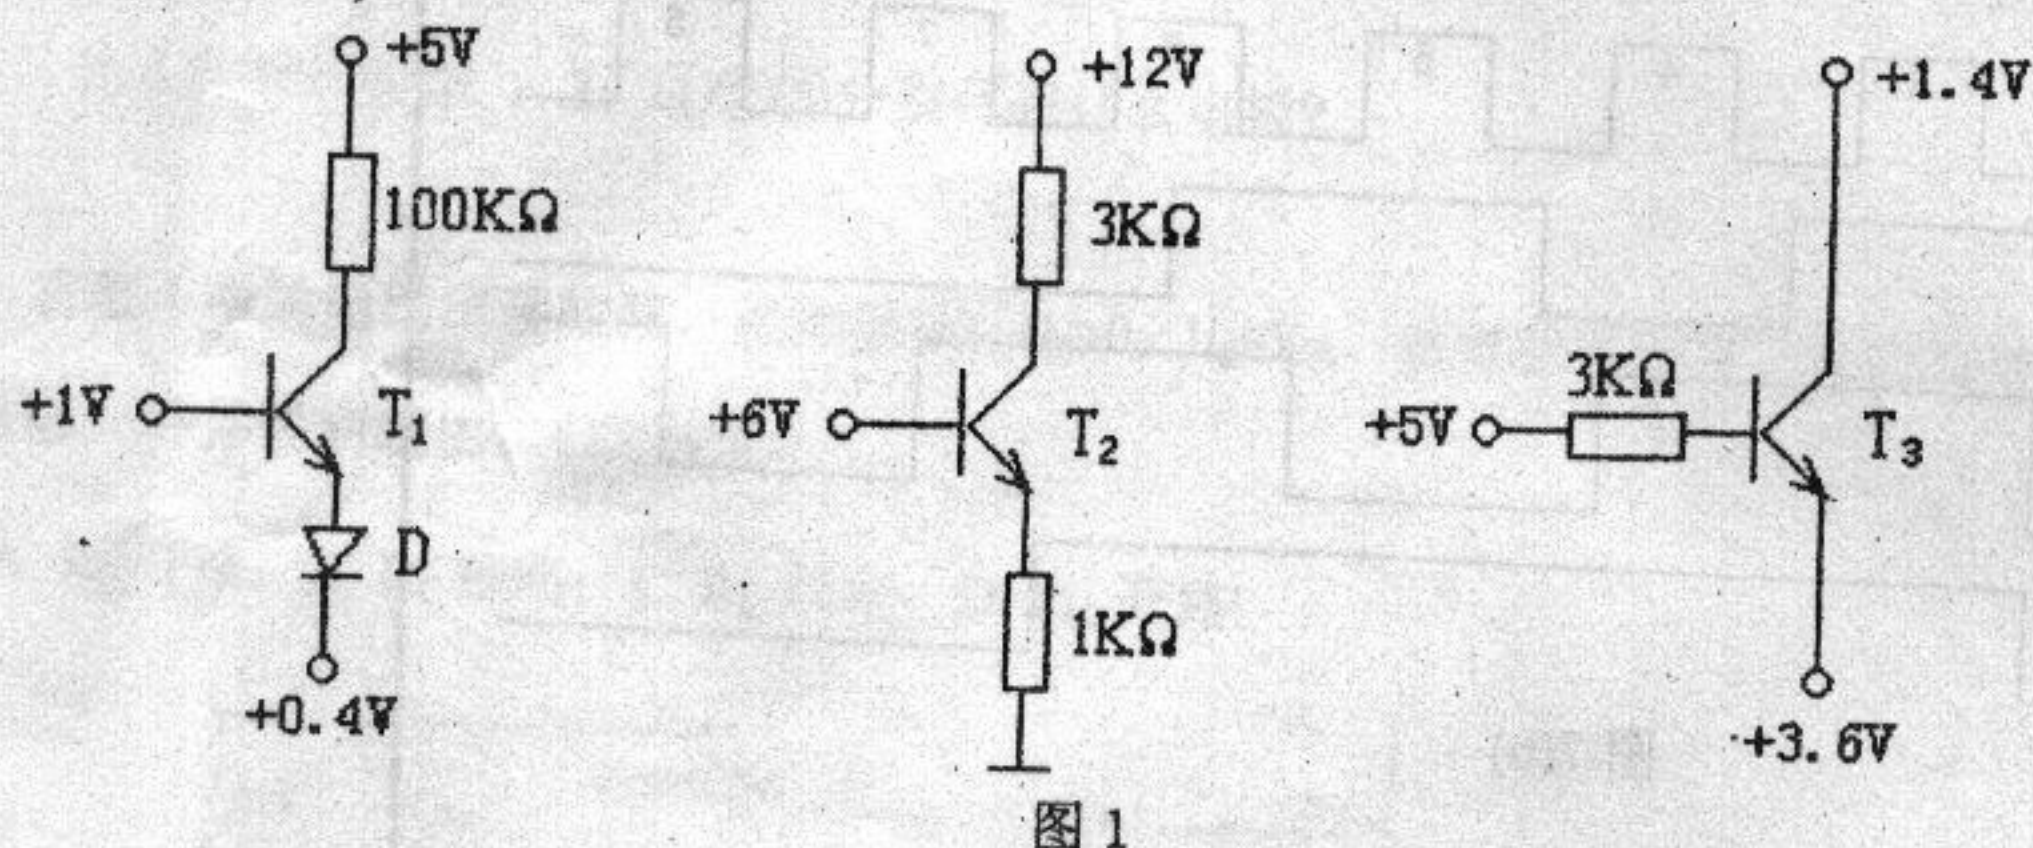 +5V
100KΩ
+1V
T₁
D
+0.4V
+12V
3KΩ
+6V
T₂
1KΩ
+1.4V
3KΩ
+5V
T₃
+3.6V
图1